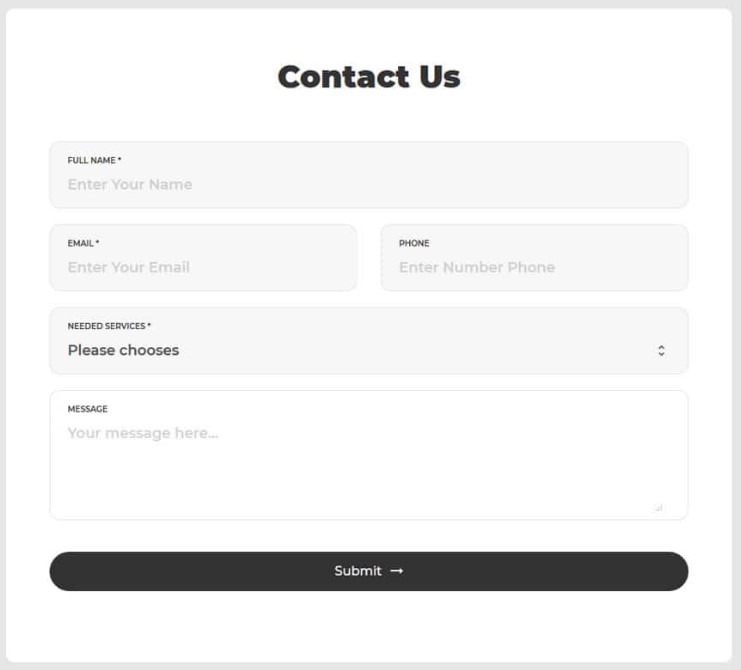 Contact Us
FULL NAME *
Enter Your Name
EMAIL *
Enter Your Email
PHONE
Enter Number Phone
NEEDED SERVICES *
Please chooses
MESSAGE
Your message here...
Submit →